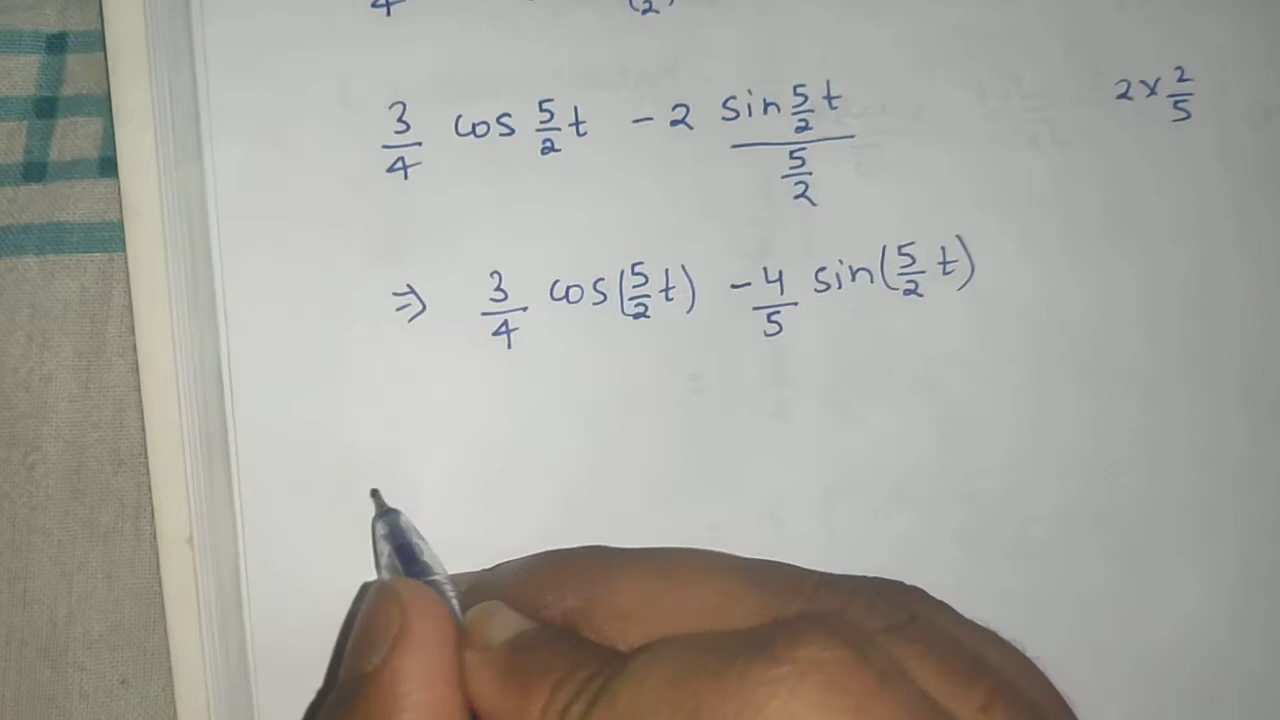 3/4 cos 5/2 t - 2 sin 5/2 t / 5/2
2 × 2/5
⇒ 3/4 cos(5/2 t) - 4/5 sin(5/2 t)